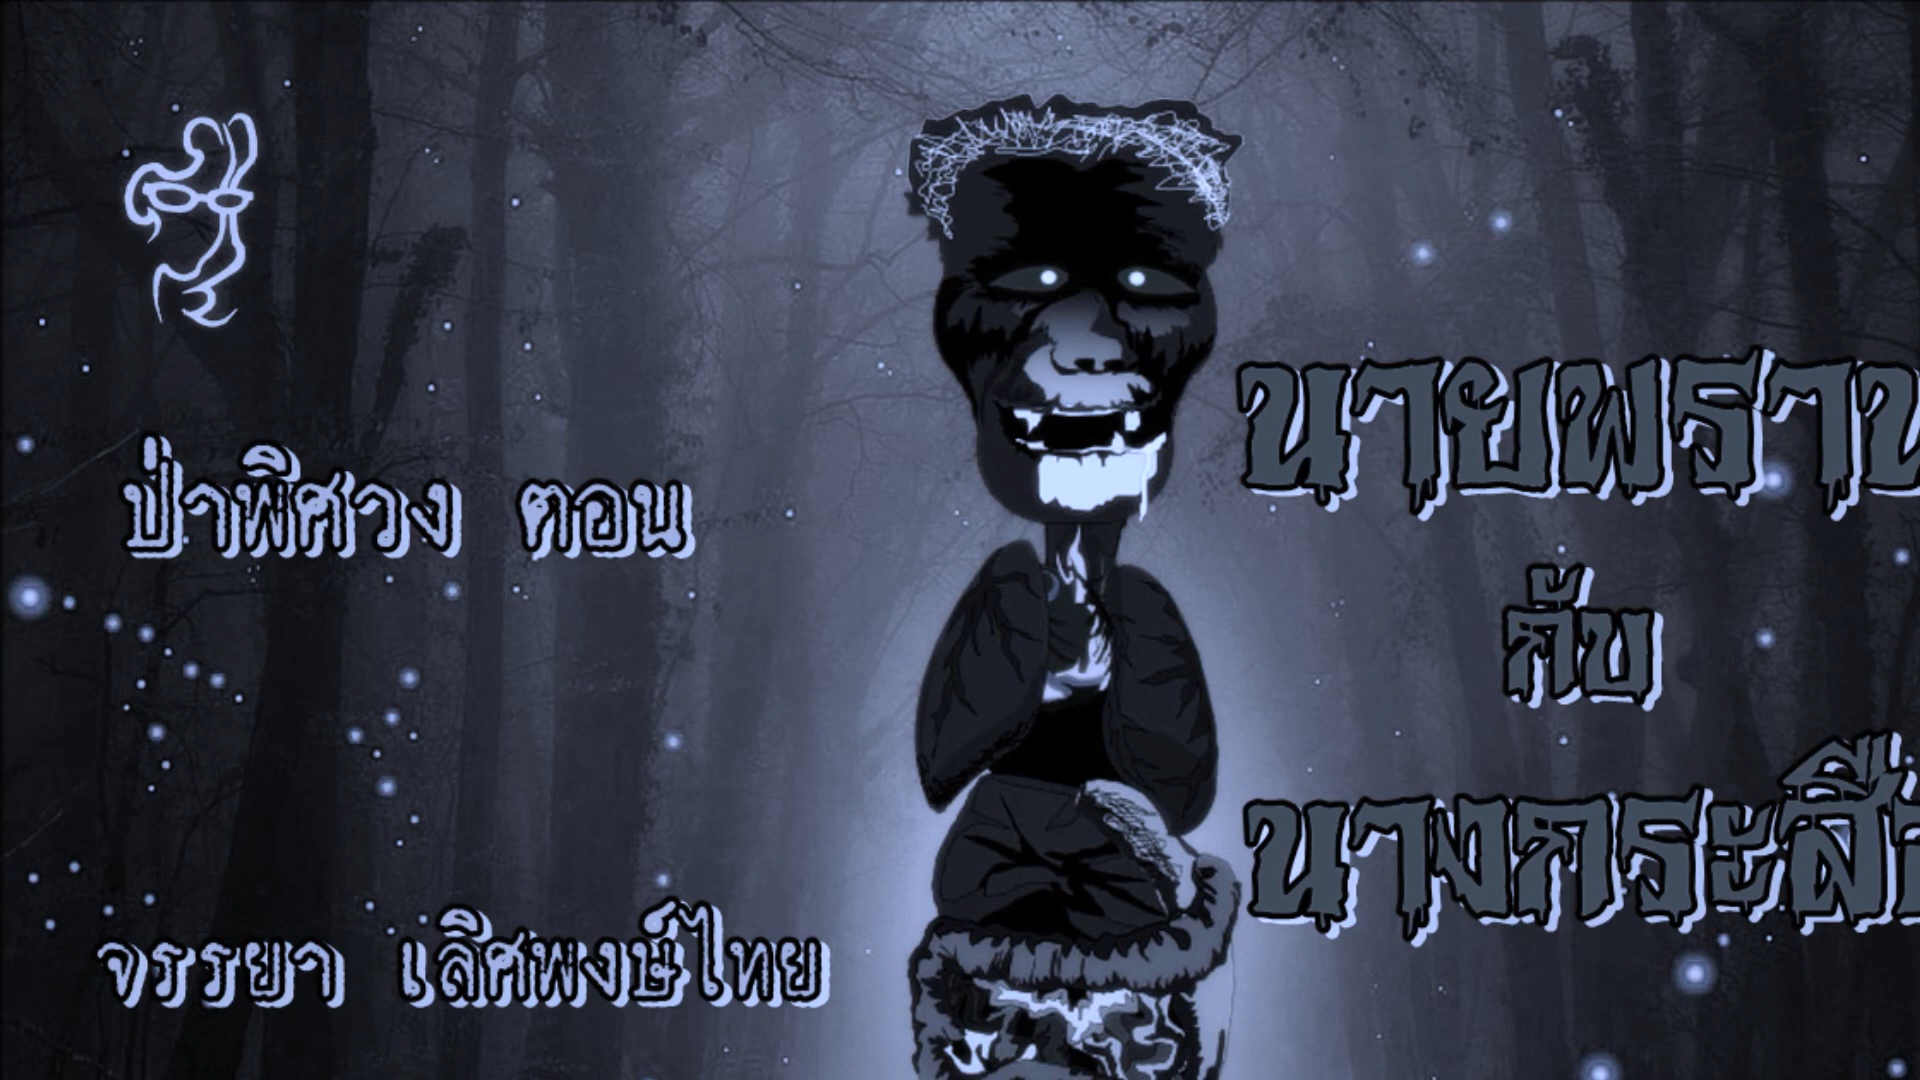 ป่าพิศวง ตอน
นายพราน
กับ
นางกระสือ
จรรยา เลิศพงษ์ไทย